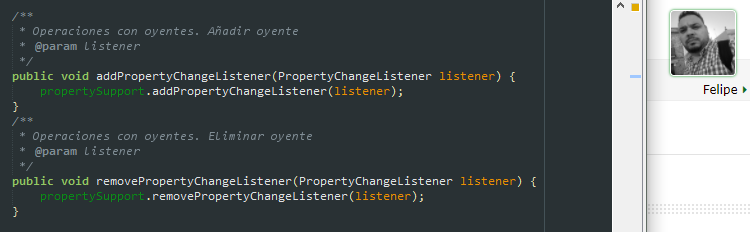 /**
* Operaciones con oyentes. Añadir oyente
* @param listener
*/
public void addPropertyChangeListener(PropertyChangeListener listener) {
propertySupport.addPropertyChangeListener(listener);
}
/**
* Operaciones con oyentes. Eliminar oyente
* @param listener
*/
public void removePropertyChangeListener(PropertyChangeListener listener) {
propertySupport.removePropertyChangeListener(listener);
}
Felipe